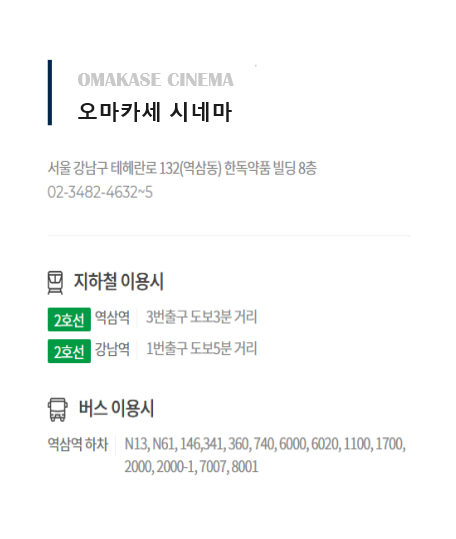 OMAKASE CINEMA
오마카세 시네마
서울 강남구 테헤란로 132(역삼동) 한독약품 빌딩 8층
02-3482-4632~5
지하철 이용시
2호선 역삼역 3번출구 도보3분 거리
2호선 강남역 1번출구 도보5분 거리
버스 이용시
역삼역 하차 N13, N61, 146,341, 360, 740, 6000, 6020, 1100, 1700,
2000, 2000-1, 7007, 8001